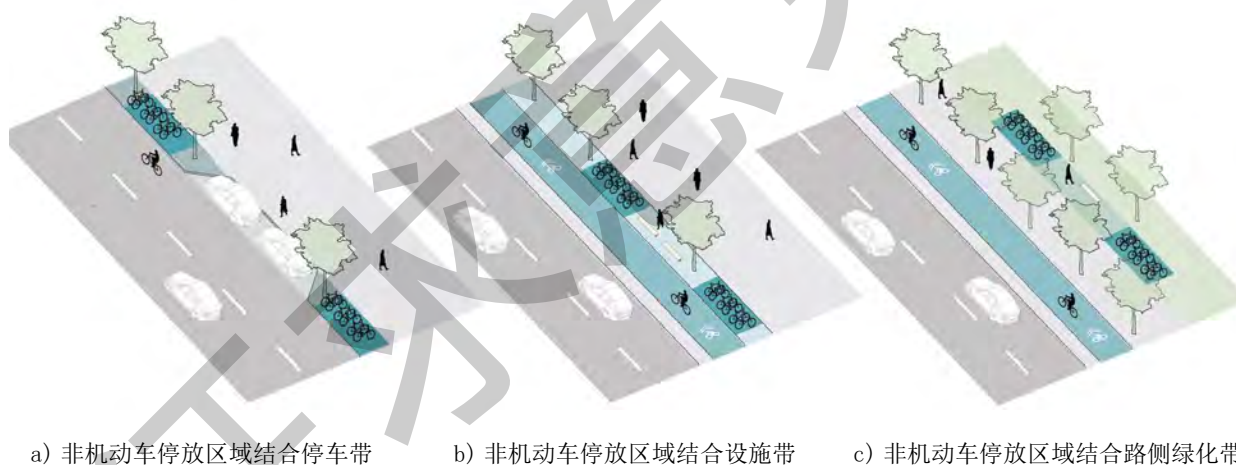 a) 非机动车停放区域结合停车带
b) 非机动车停放区域结合设施带
c) 非机动车停放区域结合路侧绿化带
求意